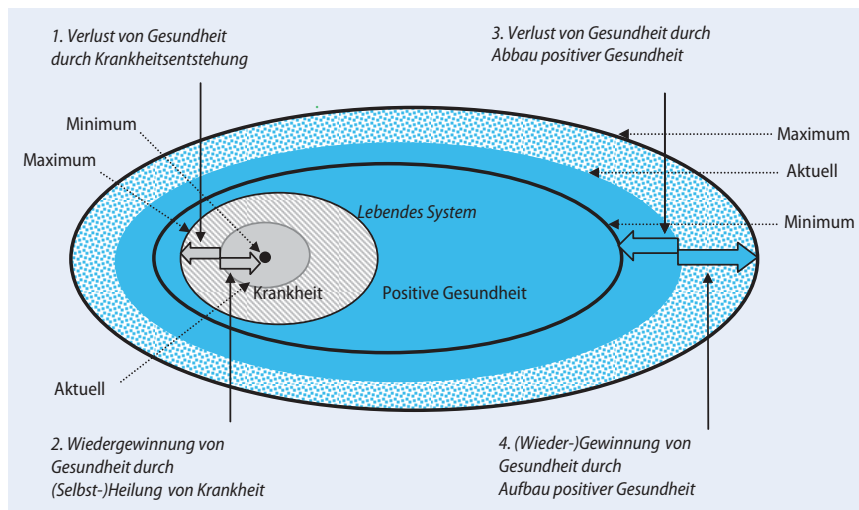 1. Verlust von Gesundheit
durch Krankheitsentstehung
3. Verlust von Gesundheit durch
Abbau positiver Gesundheit
Minimum
Maximum
Maximum
Aktuell
Minimum
Lebendes System
Krankheit
Positive Gesundheit
Aktuell
2. Wiedergewinnung von
Gesundheit durch
(Selbst-)Heilung von Krankheit
4. (Wieder-)Gewinnung von
Gesundheit durch
Aufbau positiver Gesundheit